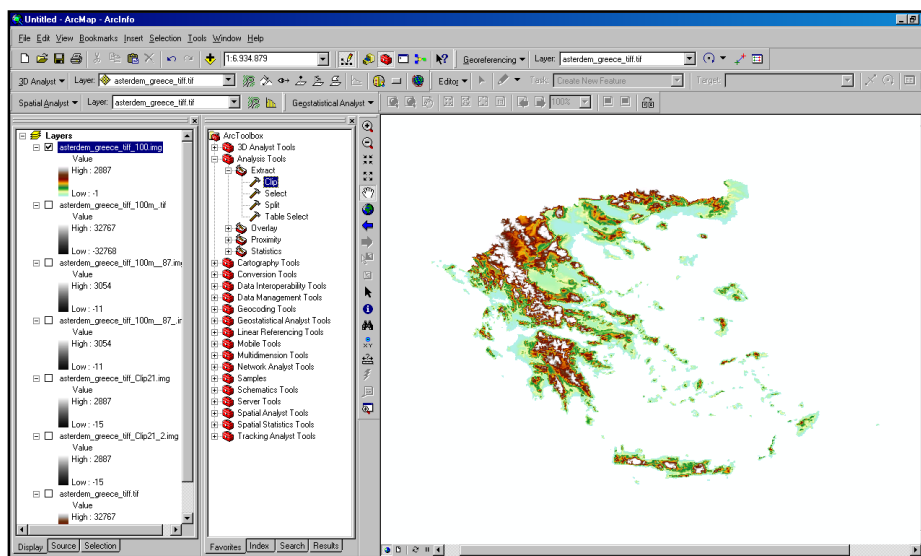 Untitled - ArcMap - ArcInfo
File Edit View Bookmarks Insert Selection Tools Window Help
1:6.934.879
Georeferencing
Layer: asterdem_greece_tiff.tif
3D Analyst
Layer: asterdem_greece_tiff.tif
Editor
Task: Create New Feature
Target:
Spatial Analyst
Layer: asterdem_greece_tiff.tif
Geostatistical Analyst
100%
Layers
asterdem_greece_tiff_100.img
Value
High : 2887
Low : -1
asterdem_greece_tiff_100m_.tif
Value
High : 32767
Low : -32768
asterdem_greece_tiff_100m__87.img
Value
High : 3054
Low : -11
asterdem_greece_tiff_100m__87_.ir
Value
High : 3054
Low : -11
asterdem_greece_tiff_Clip21.img
Value
High : 2887
Low : -15
asterdem_greece_tiff_Clip21_2.img
Value
High : 2887
Low : -15
asterdem_greece_tiff.tif
Value
High : 32767
Display Source Selection
ArcToolbox
3D Analyst Tools
Analysis Tools
Extract
Clip
Select
Split
Table Select
Overlay
Proximity
Statistics
Cartography Tools
Conversion Tools
Data Interoperability Tools
Data Management Tools
Geocoding Tools
Geostatistical Analyst Tools
Linear Referencing Tools
Mobile Tools
Multidimension Tools
Network Analyst Tools
Samples
Schematics Tools
Server Tools
Spatial Analyst Tools
Spatial Statistics Tools
Tracking Analyst Tools
Favorites Index Search Results
XY